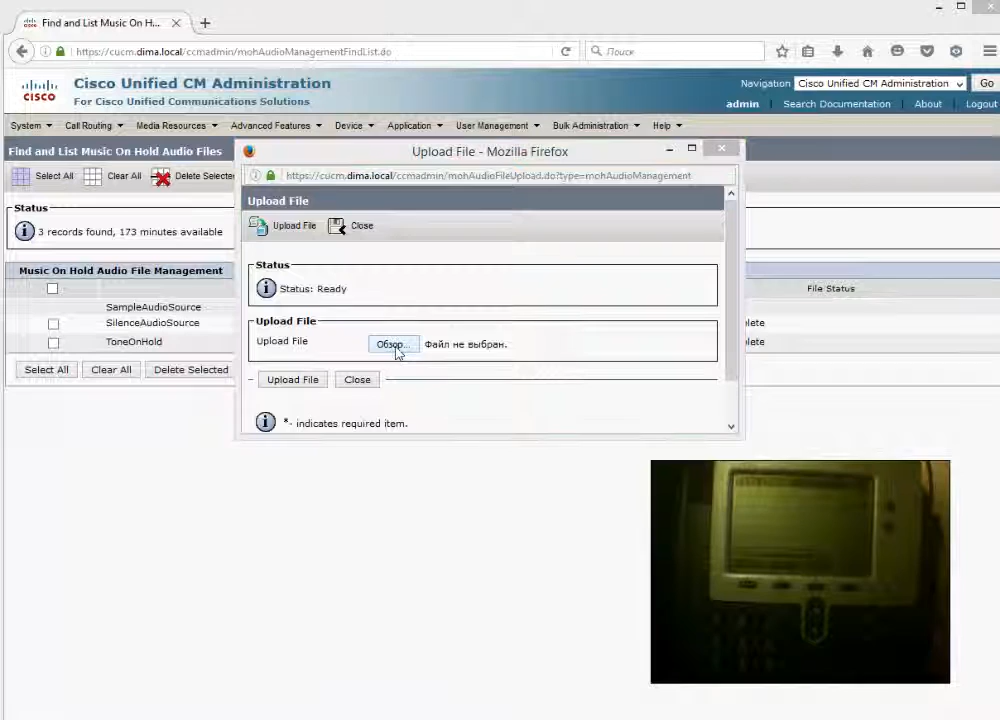 Find and List Music On H...
https://cucm.dima.local/ccmadmin/mohAudioManagementFindList.do
Поиск
CISCO
Cisco Unified CM Administration
For Cisco Unified Communications Solutions
Navigation Cisco Unified CM Administration Go
admin Search Documentation About Logout
System Call Routing Media Resources Advanced Features Device Application User Management Bulk Administration Help
Find and List Music On Hold Audio Files
Select All Clear All Delete Selected
Status
3 records found, 173 minutes available
Music On Hold Audio File Management
File Status
SampleAudioSource
SilenceAudioSource
lete
ToneOnHold
lete
Select All Clear All Delete Selected
Upload File - Mozilla Firefox
https://cucm.dima.local/ccmadmin/mohAudioFileUpload.do?type=mohAudioManagement
Upload File
Upload File Close
Status
Status: Ready
Upload File
Upload File Обзор... Файл не выбран.
Upload File Close
*- indicates required item.